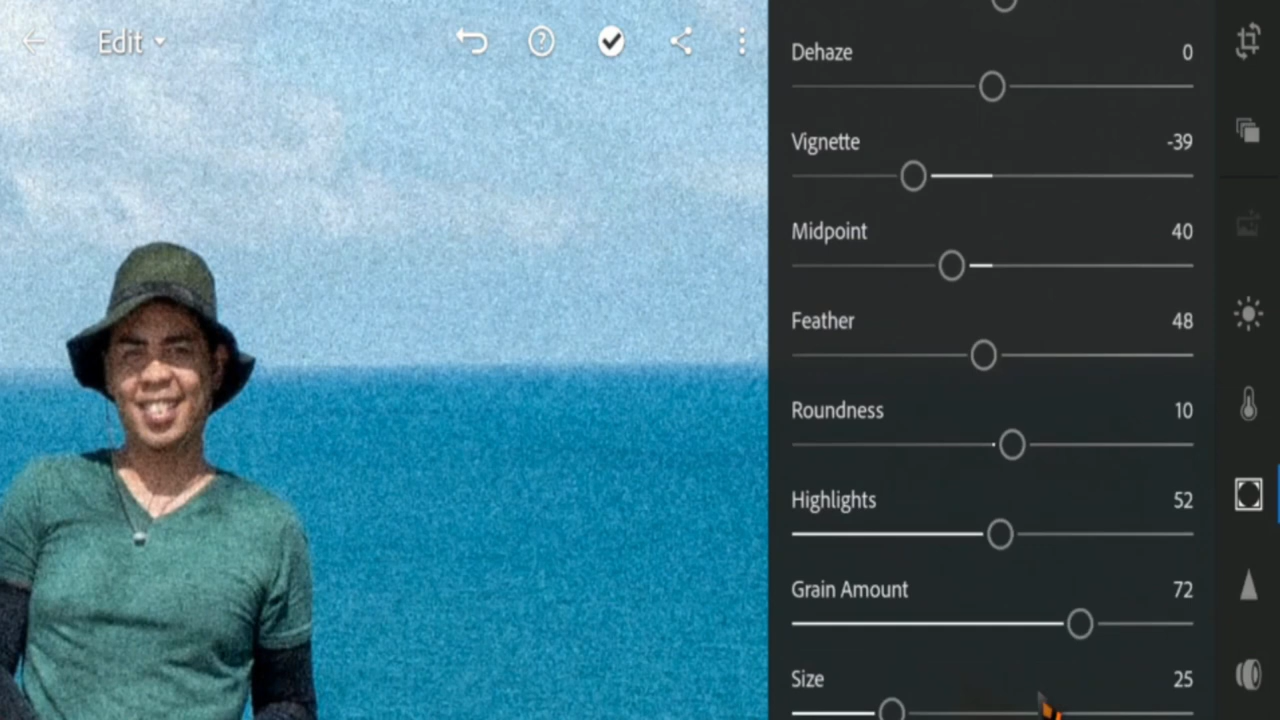 Edit
Dehaze 0
Vignette -39
Midpoint 40
Feather 48
Roundness 10
Highlights 52
Grain Amount 72
Size 25